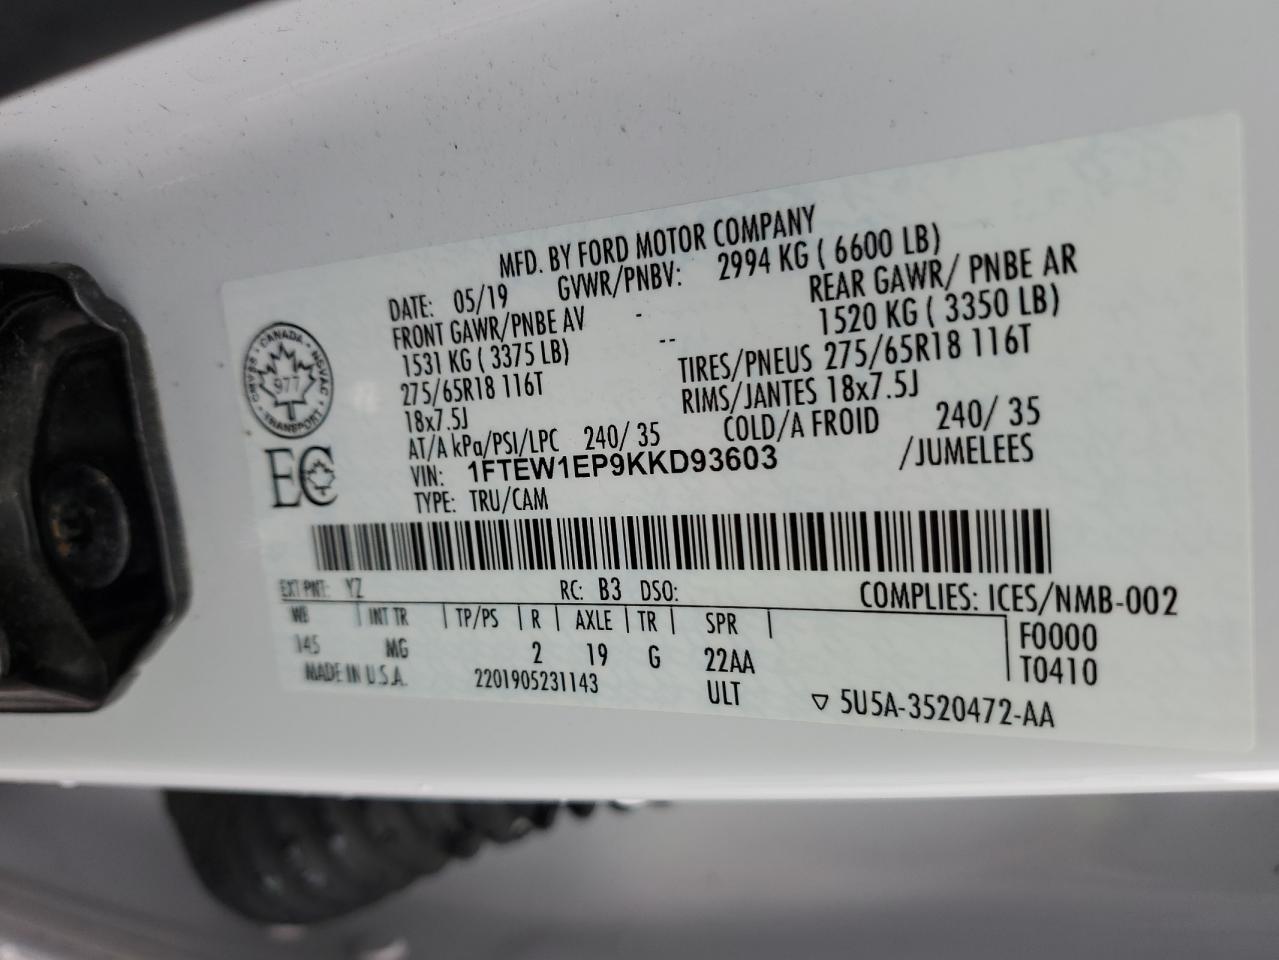 MFD. BY FORD MOTOR COMPANY
DATE: 05/19 GVWR/PNBV: 2994 KG ( 6600 LB)
FRONT GAWR/PNBE AV - REAR GAWR/ PNBE AR
1531 KG ( 3375 LB) -- 1520 KG ( 3350 LB)
275/65R18 116T TIRES/PNEUS 275/65R18 116T
18x7.5J RIMS/JANTES 18x7.5J
AT/A kPa/PSI/LPC 240/ 35 COLD/A FROID 240/ 35
VIN: 1FTEW1EP9KKD93603 /JUMELEES
TYPE: TRU/CAM
CANADA
977
TRANSPORT
EC
EXT PNT: YZ RC: B3 DSO: COMPLIES: ICES/NMB-002
WB | INT TR | TP/PS | R | AXLE | TR | SPR | F0000
145 MG 2 19 G 22AA T0410
MADE IN U.S.A. 2201905231143 ULT ▽ 5U5A-3520472-AA